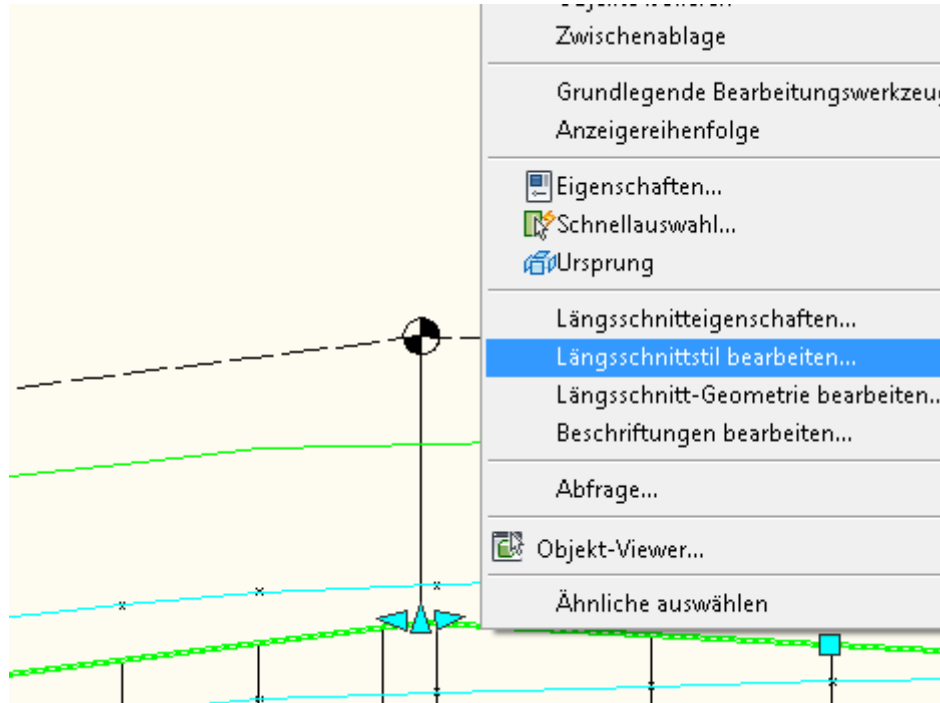 Zwischenablage
Grundlegende
Anzeigereihenfolge
Eigenschaften...
Schnellauswahl...
Ursprung
Längsschnitteigenschaften...
Längsschnittstil bearbeiten...
Längsschnitt-Geometrie bearbeiten...
Beschriftungen bearbeiten...
Abfrage...
Objekt-Viewer...
Ähnliche auswählen